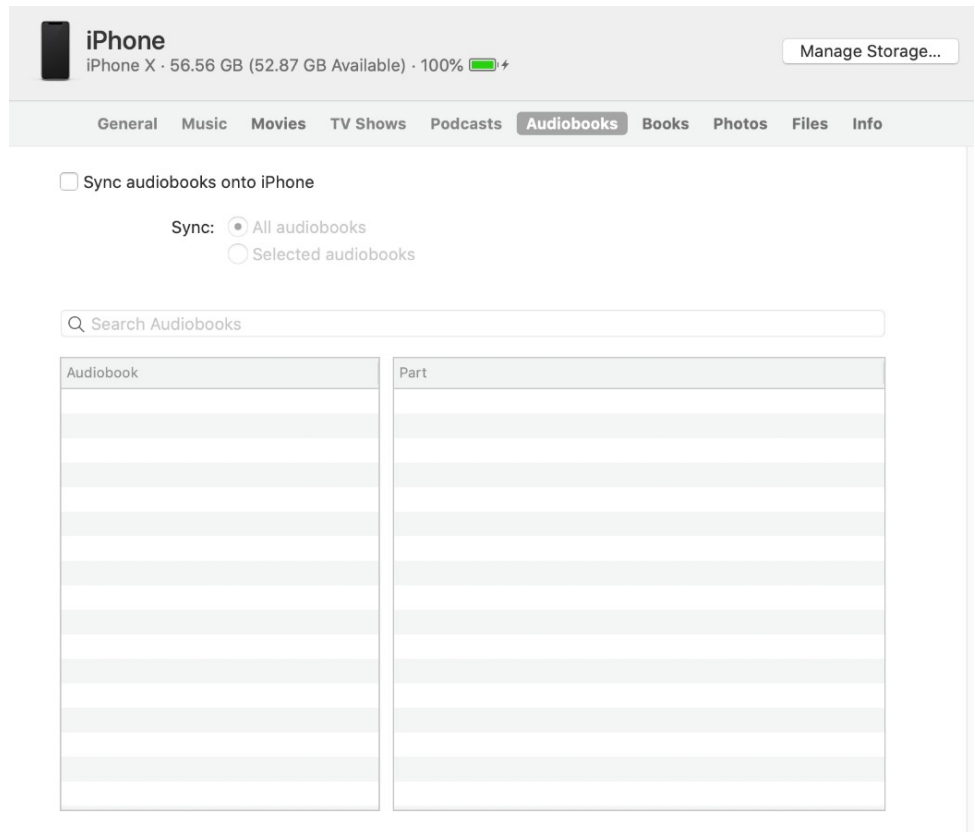 iPhone
iPhone X · 56.56 GB (52.87 GB Available) · 100%
Manage Storage...
General Music Movies TV Shows Podcasts Audiobooks Books Photos Files Info
Sync audiobooks onto iPhone
Sync: All audiobooks
Selected audiobooks
Search Audiobooks
Audiobook Part